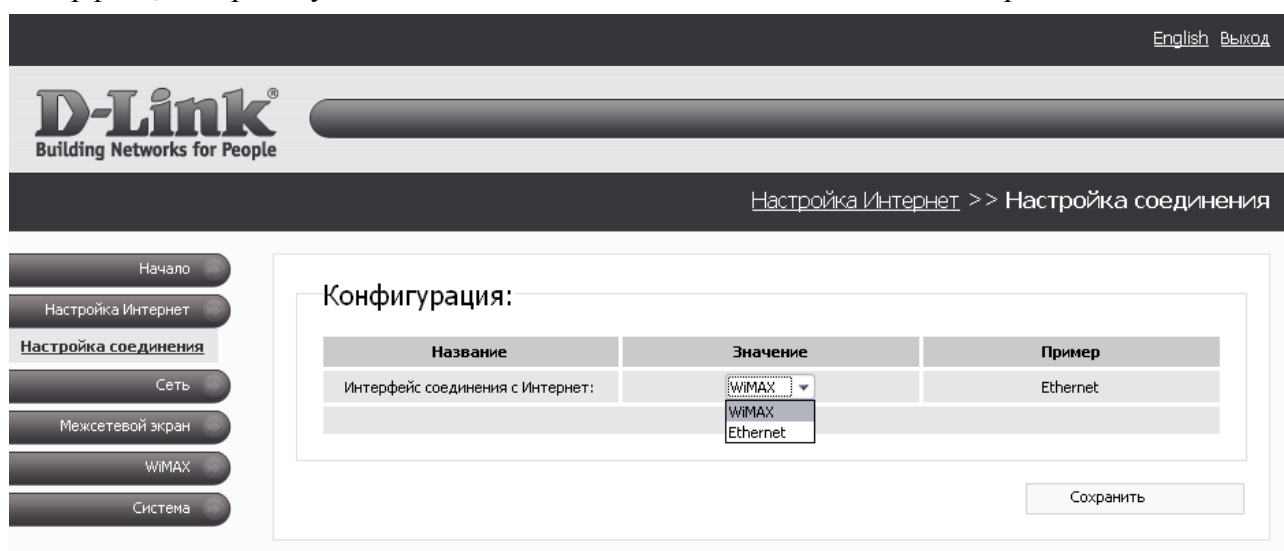 English Выход
D-Link®
Building Networks for People
Настройка Интернет >> Настройка соединения
Начало
Настройка Интернет
Настройка соединения
Сеть
Межсетевой экран
WiMAX
Система
Конфигурация:
Название Значение Пример
Интерфейс соединения с Интернет: WiMAX Ethernet
WiMAX
Ethernet
Сохранить